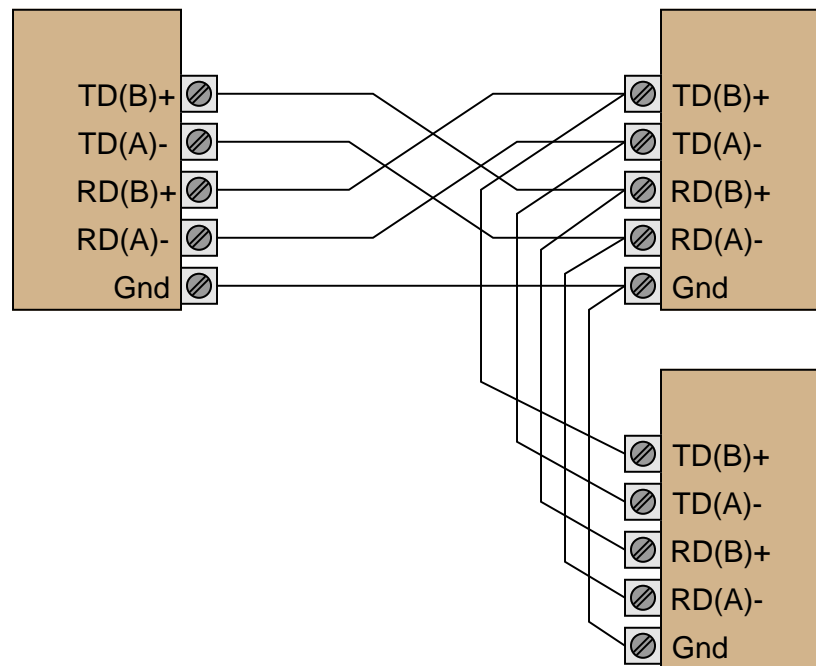 TD(B)+
TD(A)-
RD(B)+
RD(A)-
Gnd
TD(B)+
TD(A)-
RD(B)+
RD(A)-
Gnd
TD(B)+
TD(A)-
RD(B)+
RD(A)-
Gnd